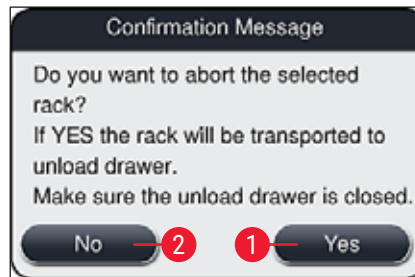 Confirmation Message
Do you want to abort the selected
rack?
If YES the rack will be transported to
unload drawer.
Make sure the unload drawer is closed.
No 2 1 Yes